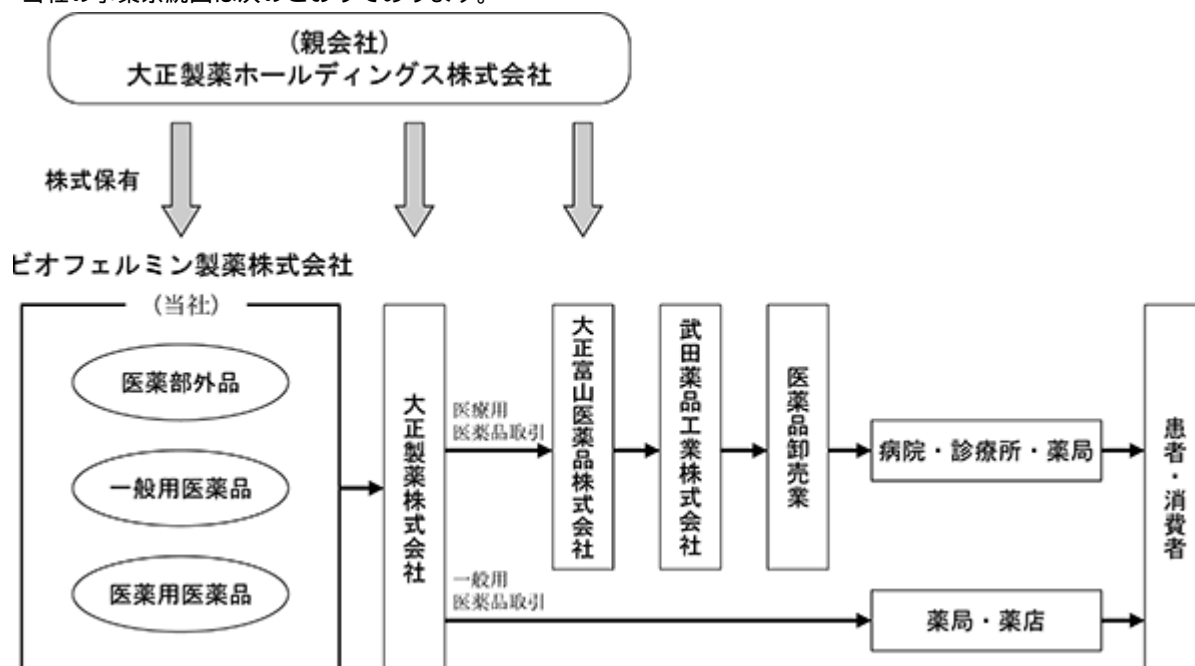 当社の事業系統図は次のとおりであります。
(親会社)
大正製薬ホールディングス株式会社
株式保有
ビオフェルミン製薬株式会社
(当社)
医薬部外品
一般用医薬品
医薬用医薬品
大正製薬株式会社
医療用
医薬品取引
一般用
医薬品取引
大正富山医薬品株式会社
武田薬品工業株式会社
医薬品卸売業
病院・診療所・薬局
薬局・薬店
患者・消費者